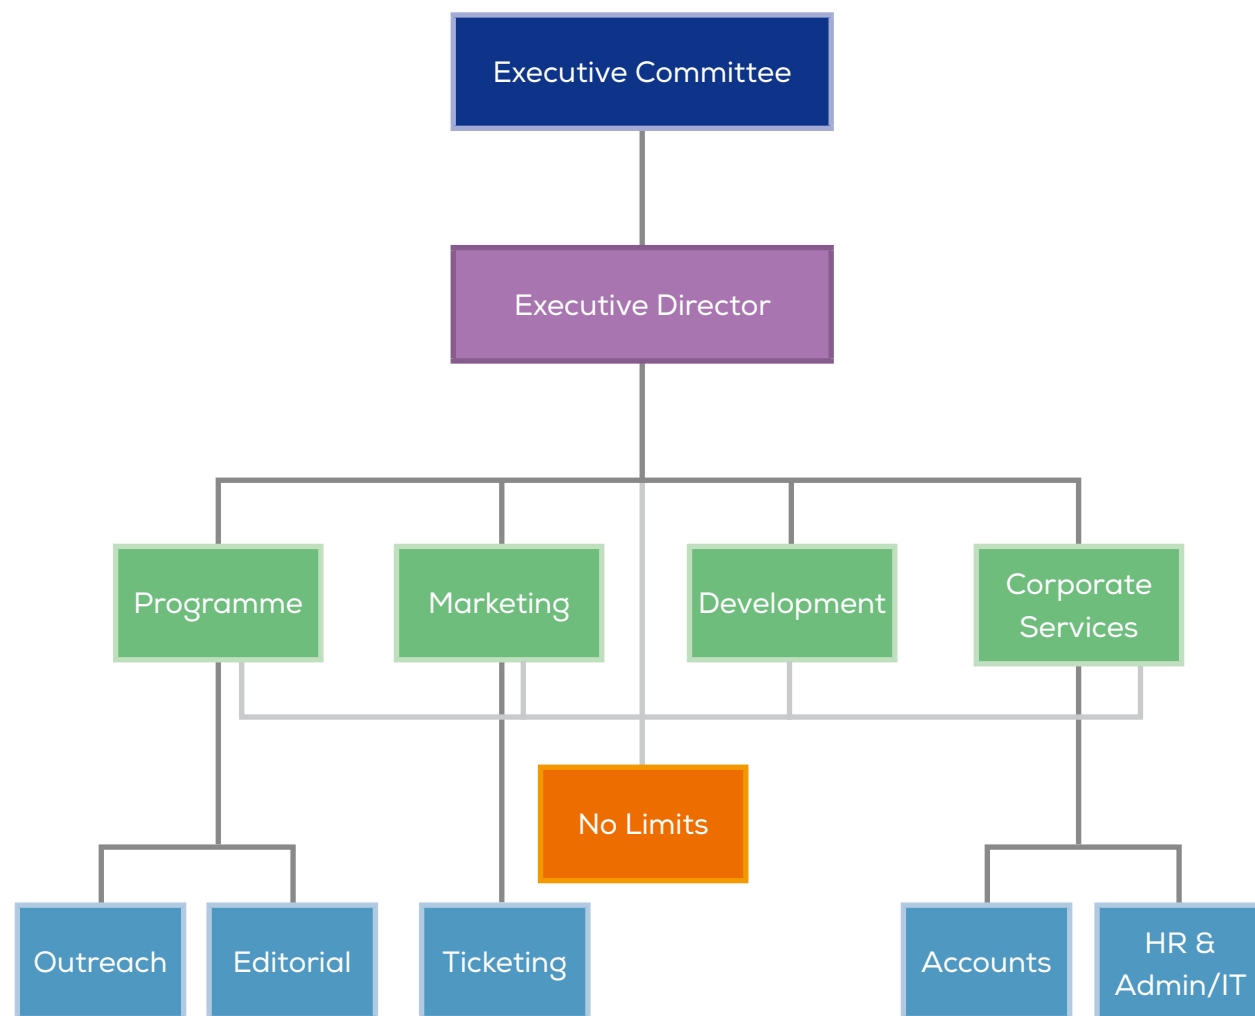 Executive Committee
Executive Director
Programme
Marketing
Development
Corporate
Services
No Limits
Outreach
Editorial
Ticketing
Accounts
HR &
Admin/IT